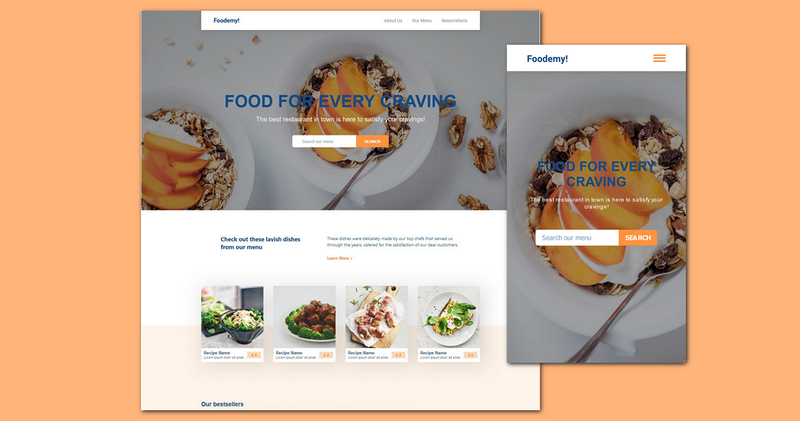 Foodemy!
About Us Our Menu Reservations
FOOD FOR EVERY CRAVING
The best restaurant in town is here to satisfy your cravings!
Search our menu SEARCH
Check out these lavish dishes
from our menu
These dishes were delicately made by our top chefs that served us
through the years, catered for the satisfaction of our dear customers.
Learn More >
Recipe Name
Lorem ipsum dolor sit amet.
Recipe Name
Lorem ipsum dolor sit amet.
Recipe Name
Lorem ipsum dolor sit amet.
Recipe Name
Lorem ipsum dolor sit amet.
Our bestsellers
Foodemy!
FOOD FOR EVERY
CRAVING
The best restaurant in town is here to satisfy your
cravings!
Search our menu SEARCH